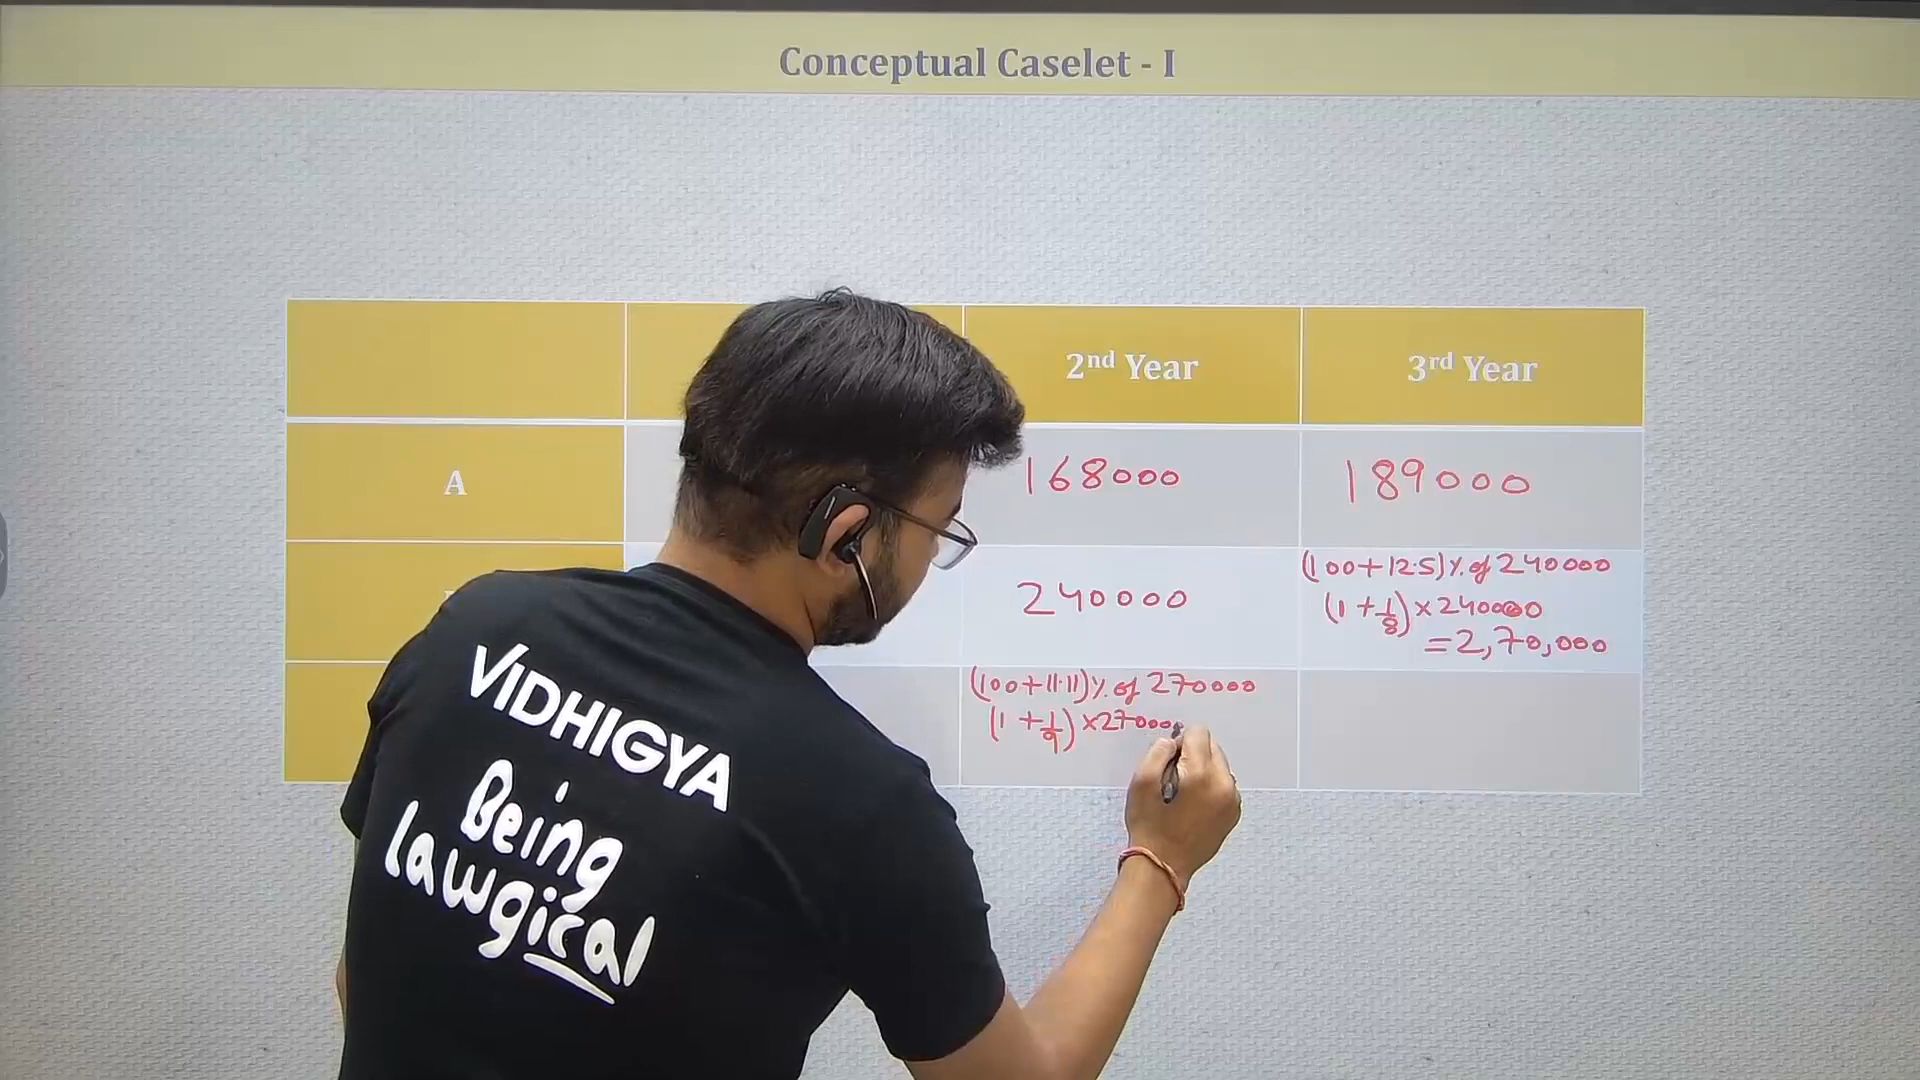 Conceptual Caselet - I
2nd Year
3rd Year
A
168000
189000
240000
(100+12.5)%.of 240000
(1 + 1/8) × 240000
= 2,70,000
(100+11.11)%.of 270000
(1 + 1/9) ×27000
VIDHIGYA
Being
lawgical